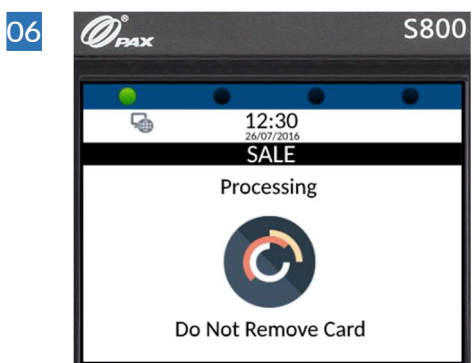 06
PAX®
S800
12:30
26/07/2016
SALE
Processing
Do Not Remove Card